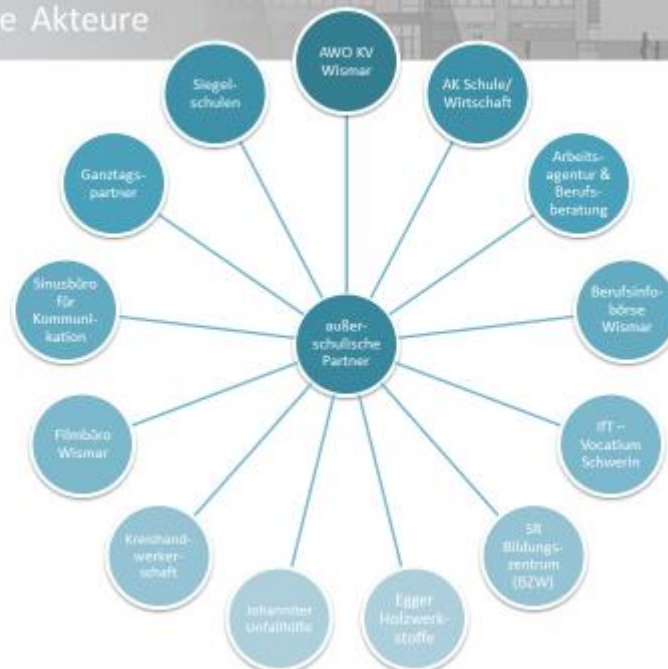 e Akteure
AWO KV
Wismar
AK Schule/
Wirtschaft
Arbeits-
agentur &
Berufs-
beratung
Berufsinfo-
börse
Wismar
IfT –
Vocatium
Schwerin
SR
Bildungs-
zentrum
(BZW)
Egger
Holzwerk-
stoffe
Johanniter
Unfallhilfe
Kreishand-
werker-
schaft
Filmbüro
Wismar
Sinusbüro
für
Kommuni-
kation
Ganztags-
partner
Siegel-
schulen
außer-
schulische
Partner